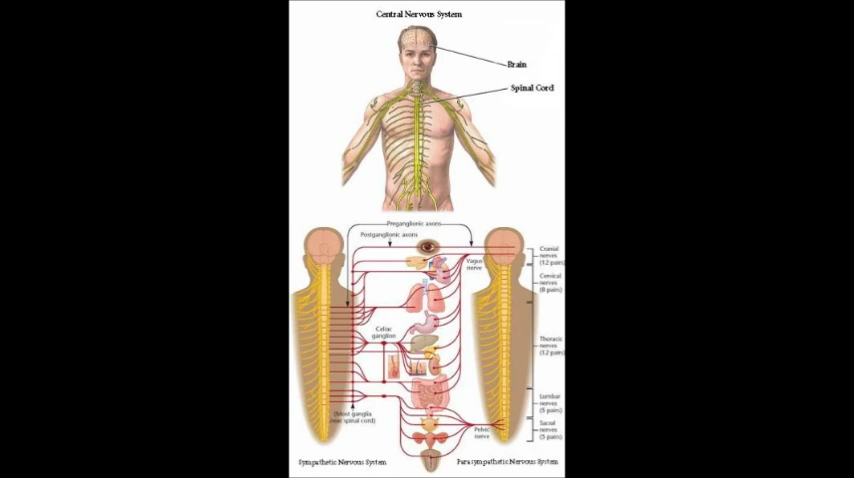 Central Nervous System
Brain
Spinal Cord
Preganglionic axons
Postganglionic axons
Vagus
nerve
Cranial
nerves
(12 pairs)
Cervical
nerves
(8 pairs)
Celiac
ganglion
Thoracic
nerves
(12 pairs)
Lumbar
nerves
(5 pairs)
(Most ganglia
near spinal cord)
Pelvic
nerve
Sacral
nerves
(5 pairs)
Sympathetic Nervous System
Parasympathetic Nervous System